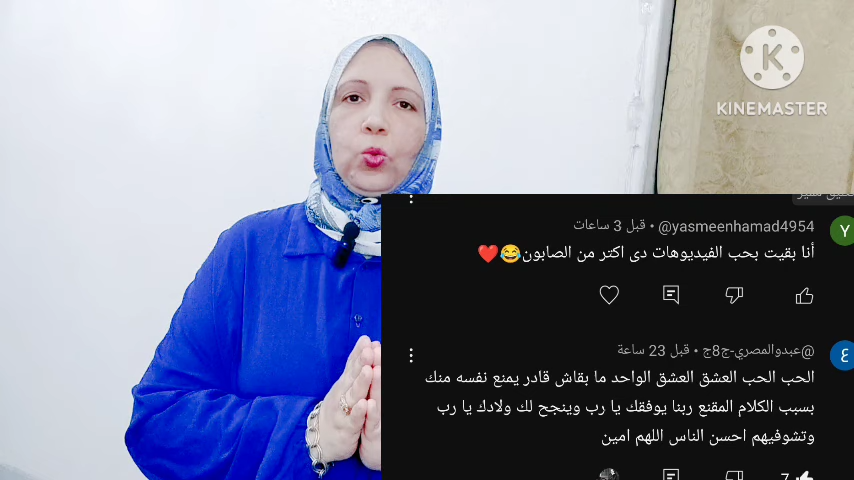 KINEMASTER
@yasmeenhamad4954 • قبل 3 ساعات
أنا بقيت بحب الفيديوهات دى اكتر من الصابون😂❤️
@عبدوالمصري-ج8ج • قبل 23 ساعة
الحب الحب العشق العشق الواحد ما بقاش قادر يمنع نفسه منك
بسبب الكلام المقنع ربنا يوفقك يا رب وينجح لك ولادك يا رب
وتشوفيهم احسن الناس اللهم امين
7